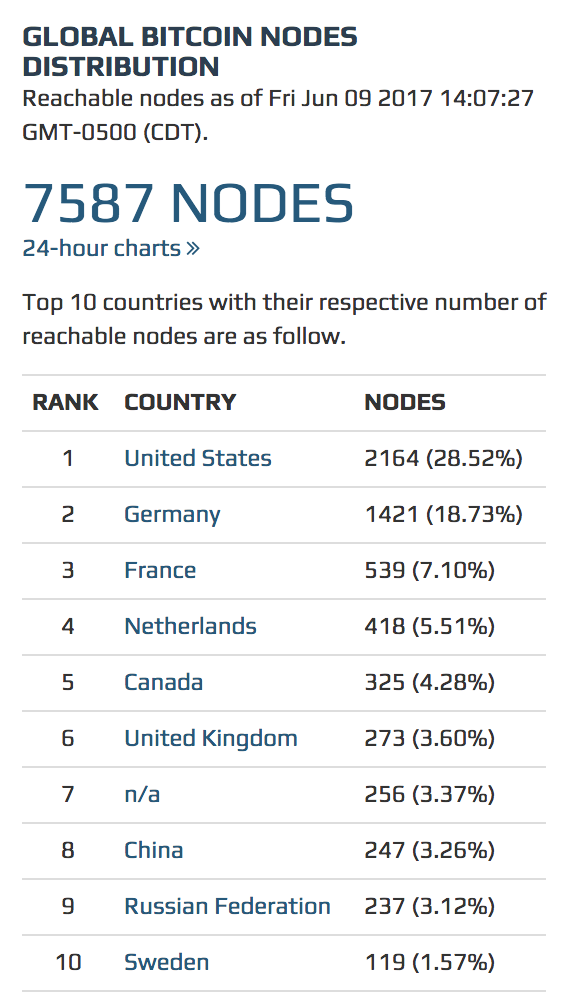 GLOBAL BITCOIN NODES
DISTRIBUTION
Reachable nodes as of Fri Jun 09 2017 14:07:27
GMT-0500 (CDT).
7587 NODES
24-hour charts »
Top 10 countries with their respective number of
reachable nodes are as follow.
RANK COUNTRY NODES
1 United States 2164 (28.52%)
2 Germany 1421 (18.73%)
3 France 539 (7.10%)
4 Netherlands 418 (5.51%)
5 Canada 325 (4.28%)
6 United Kingdom 273 (3.60%)
7 n/a 256 (3.37%)
8 China 247 (3.26%)
9 Russian Federation 237 (3.12%)
10 Sweden 119 (1.57%)